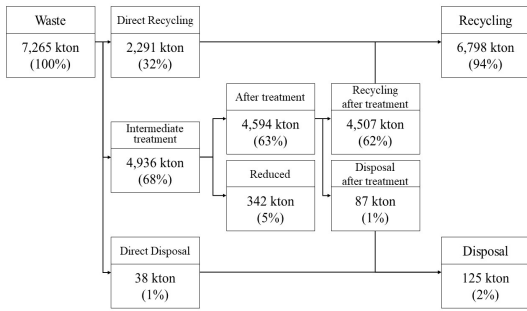 Waste
7,265 kton
(100%)
Direct Recycling
2,291 kton
(32%)
Recycling
6,798 kton
(94%)
Intermediate
treatment
4,936 kton
(68%)
After treatment
4,594 kton
(63%)
Recycling
after treatment
4,507 kton
(62%)
Reduced
342 kton
(5%)
Disposal
after treatment
87 kton
(1%)
Direct Disposal
38 kton
(1%)
Disposal
125 kton
(2%)